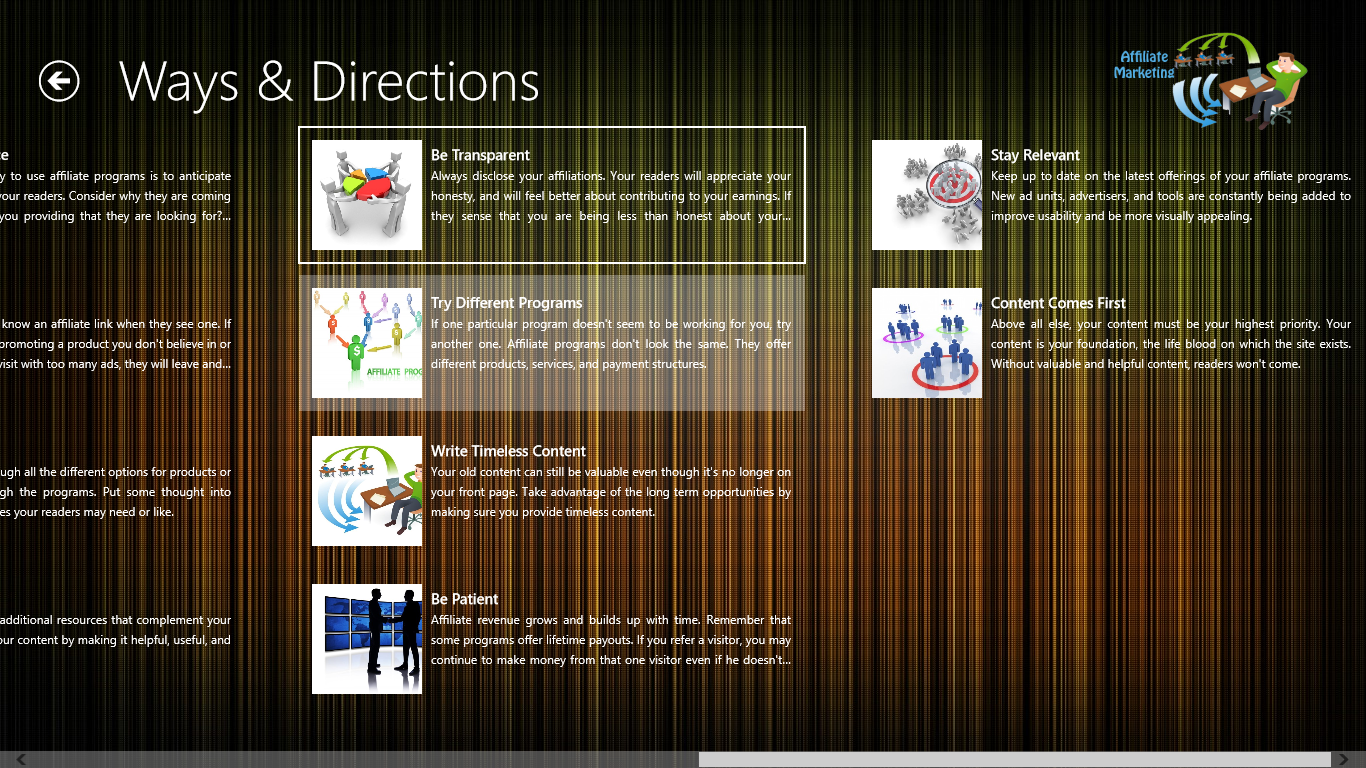 Ways & Directions
Affiliate
Marketing
y to use affiliate programs is to anticipate
your readers. Consider why they are coming
you providing that they are looking for?...
know an affiliate link when they see one. If
promoting a product you don't believe in or
visit with too many ads, they will leave and...
all the different options for products or
the programs. Put some thought into
your readers may need or like.
additional resources that complement your
content by making it helpful, useful, and
Be Transparent
Always disclose your affiliations. Your readers will appreciate your
honesty, and will feel better about contributing to your earnings. If
they sense that you are being less than honest about your...
AFFILIATE PROG
Try Different Programs
If one particular program doesn't seem to be working for you, try
another one. Affiliate programs don't look the same. They offer
different products, services, and payment structures.
Write Timeless Content
Your old content can still be valuable even though it's no longer on
your front page. Take advantage of the long term opportunities by
making sure you provide timeless content.
Be Patient
Affiliate revenue grows and builds up with time. Remember that
some programs offer lifetime payouts. If you refer a visitor, you may
continue to make money from that one visitor even if he doesn't...
Stay Relevant
Keep up to date on the latest offerings of your affiliate programs.
New ad units, advertisers, and tools are constantly being added to
improve usability and be more visually appealing.
Content Comes First
Above all else, your content must be your highest priority. Your
content is your foundation, the life blood on which the site exists.
Without valuable and helpful content, readers won't come.